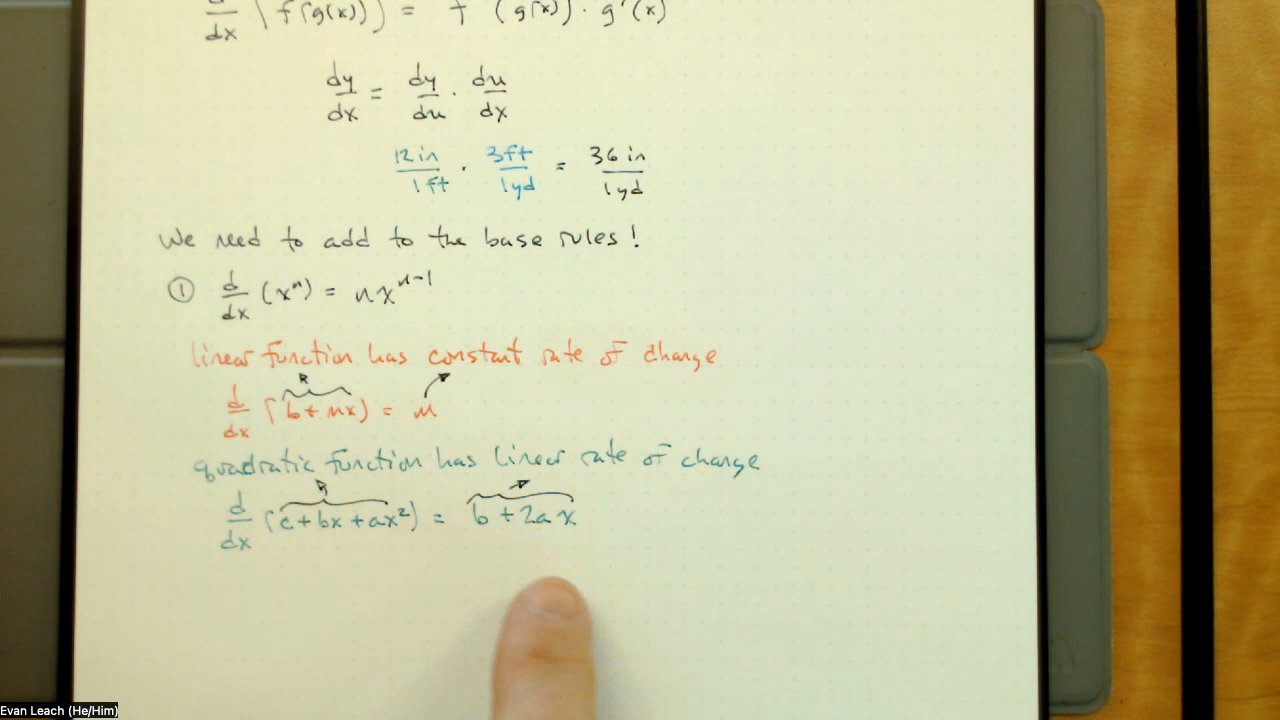 d/dx (f(g(x))) = f'(g(x)) · g'(x)
dy/dx = dy/du · du/dx
12 in/1 ft · 3 ft/1 yd = 36 in/1 yd
We need to add to the base rules!
① d/dx (xⁿ) = nxⁿ⁻¹
linear function has constant rate of change
d/dx (b + mx) = m
quadratic function has linear rate of change
d/dx (c + bx + ax²) = b + 2ax
Evan Leach (He/Him)